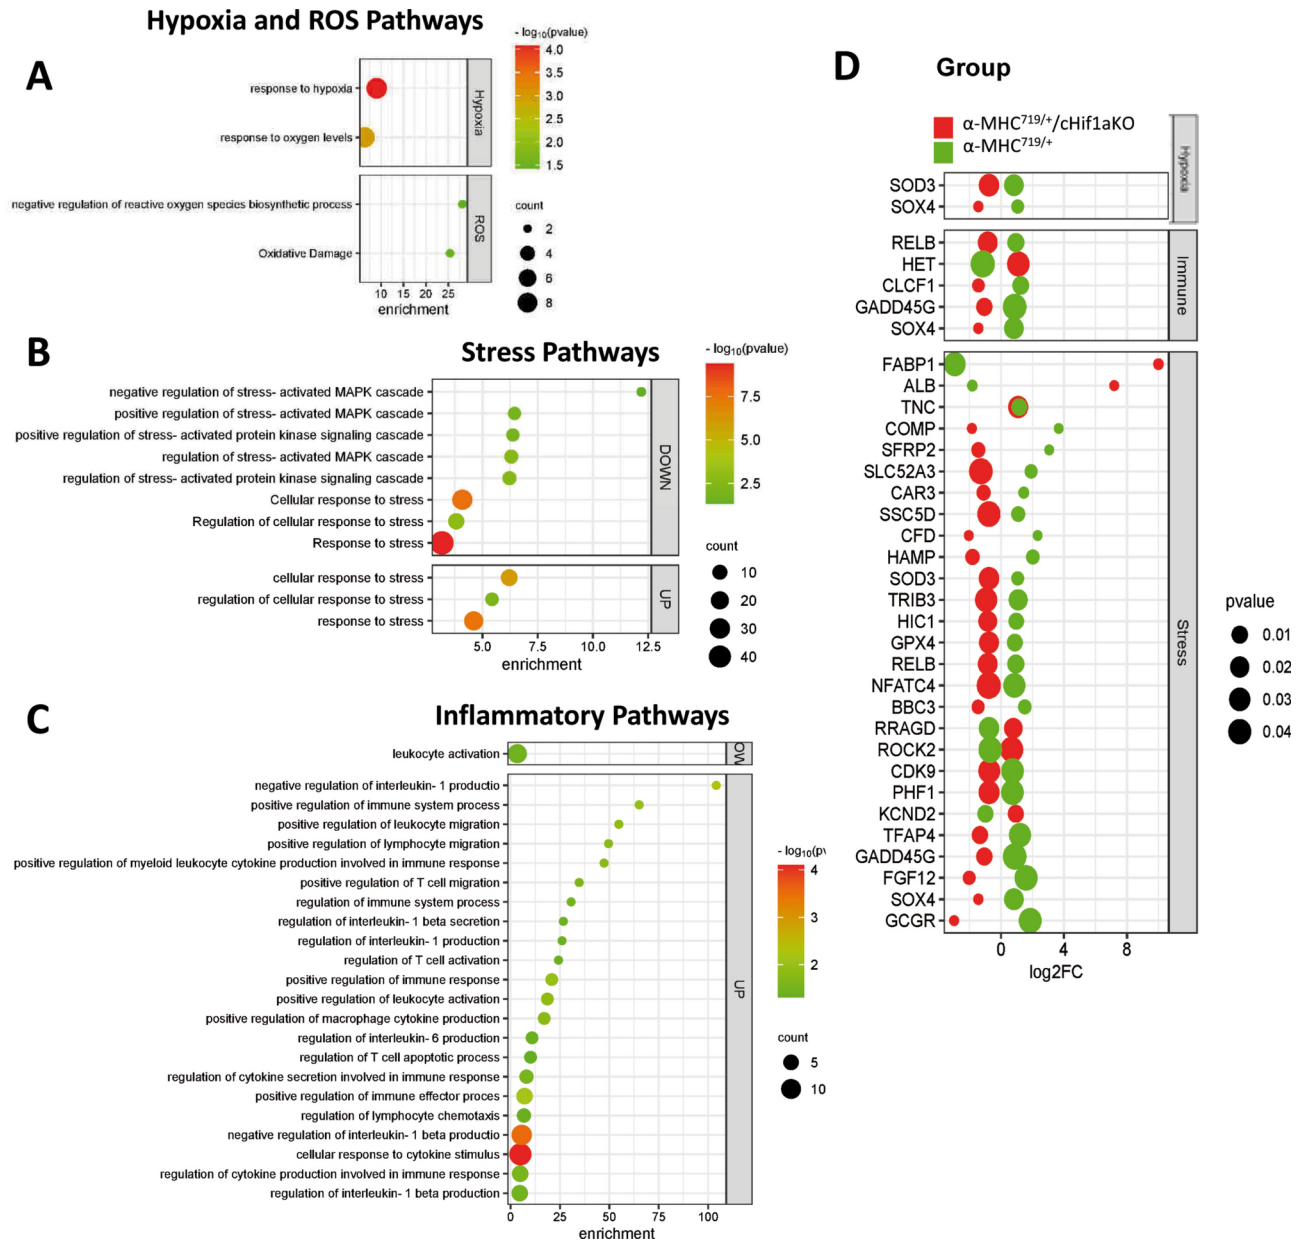 Hypoxia and ROS Pathways
A
response to hypoxia
response to oxygen levels
negative regulation of reactive oxygen species biosynthetic process
Oxidative Damage
Hypoxia
ROS
10 15 20 25
enrichment
- log10(pvalue)
4.0
3.5
3.0
2.5
2.0
1.5
count
2
4
6
8
B
Stress Pathways
negative regulation of stress- activated MAPK cascade
positive regulation of stress- activated MAPK cascade
positive regulation of stress- activated protein kinase signaling cascade
regulation of stress- activated MAPK cascade
regulation of stress- activated protein kinase signaling cascade
Cellular response to stress
Regulation of cellular response to stress
Response to stress
DOWN
cellular response to stress
regulation of cellular response to stress
response to stress
UP
5.0 7.5 10.0 12.5
enrichment
- log10(pvalue)
7.5
5.0
2.5
count
10
20
30
40
C
Inflammatory Pathways
leukocyte activation
OW
negative regulation of interleukin- 1 productio
positive regulation of immune system process
positive regulation of leukocyte migration
positive regulation of lymphocyte migration
positive regulation of myeloid leukocyte cytokine production involved in immune response
positive regulation of T cell migration
regulation of immune system process
regulation of interleukin- 1 beta secretion
regulation of interleukin- 1 production
regulation of T cell activation
positive regulation of immune response
positive regulation of leukocyte activation
positive regulation of macrophage cytokine production
regulation of interleukin- 6 production
regulation of T cell apoptotic process
regulation of cytokine secretion involved in immune response
positive regulation of immune effector proces
regulation of lymphocyte chemotaxis
negative regulation of interleukin- 1 beta productio
cellular response to cytokine stimulus
regulation of cytokine production involved in immune response
regulation of interleukin- 1 beta production
UP
0 25 50 75 100
enrichment
- log10(p
4
3
2
count
5
10
D
Group
α-MHC719/+/cHif1aKO
α-MHC719/+
Hypoxia
SOD3
SOX4
RELB
HET
CLCF1
GADD45G
SOX4
Immune
FABP1
ALB
TNC
COMP
SFRP2
SLC52A3
CAR3
SSC5D
CFD
HAMP
SOD3
TRIB3
HIC1
GPX4
RELB
NFATC4
BBC3
RRAGD
ROCK2
CDK9
PHF1
KCND2
TFAP4
GADD45G
FGF12
SOX4
GCGR
Stress
0 4 8
log2FC
pvalue
0.01
0.02
0.03
0.04